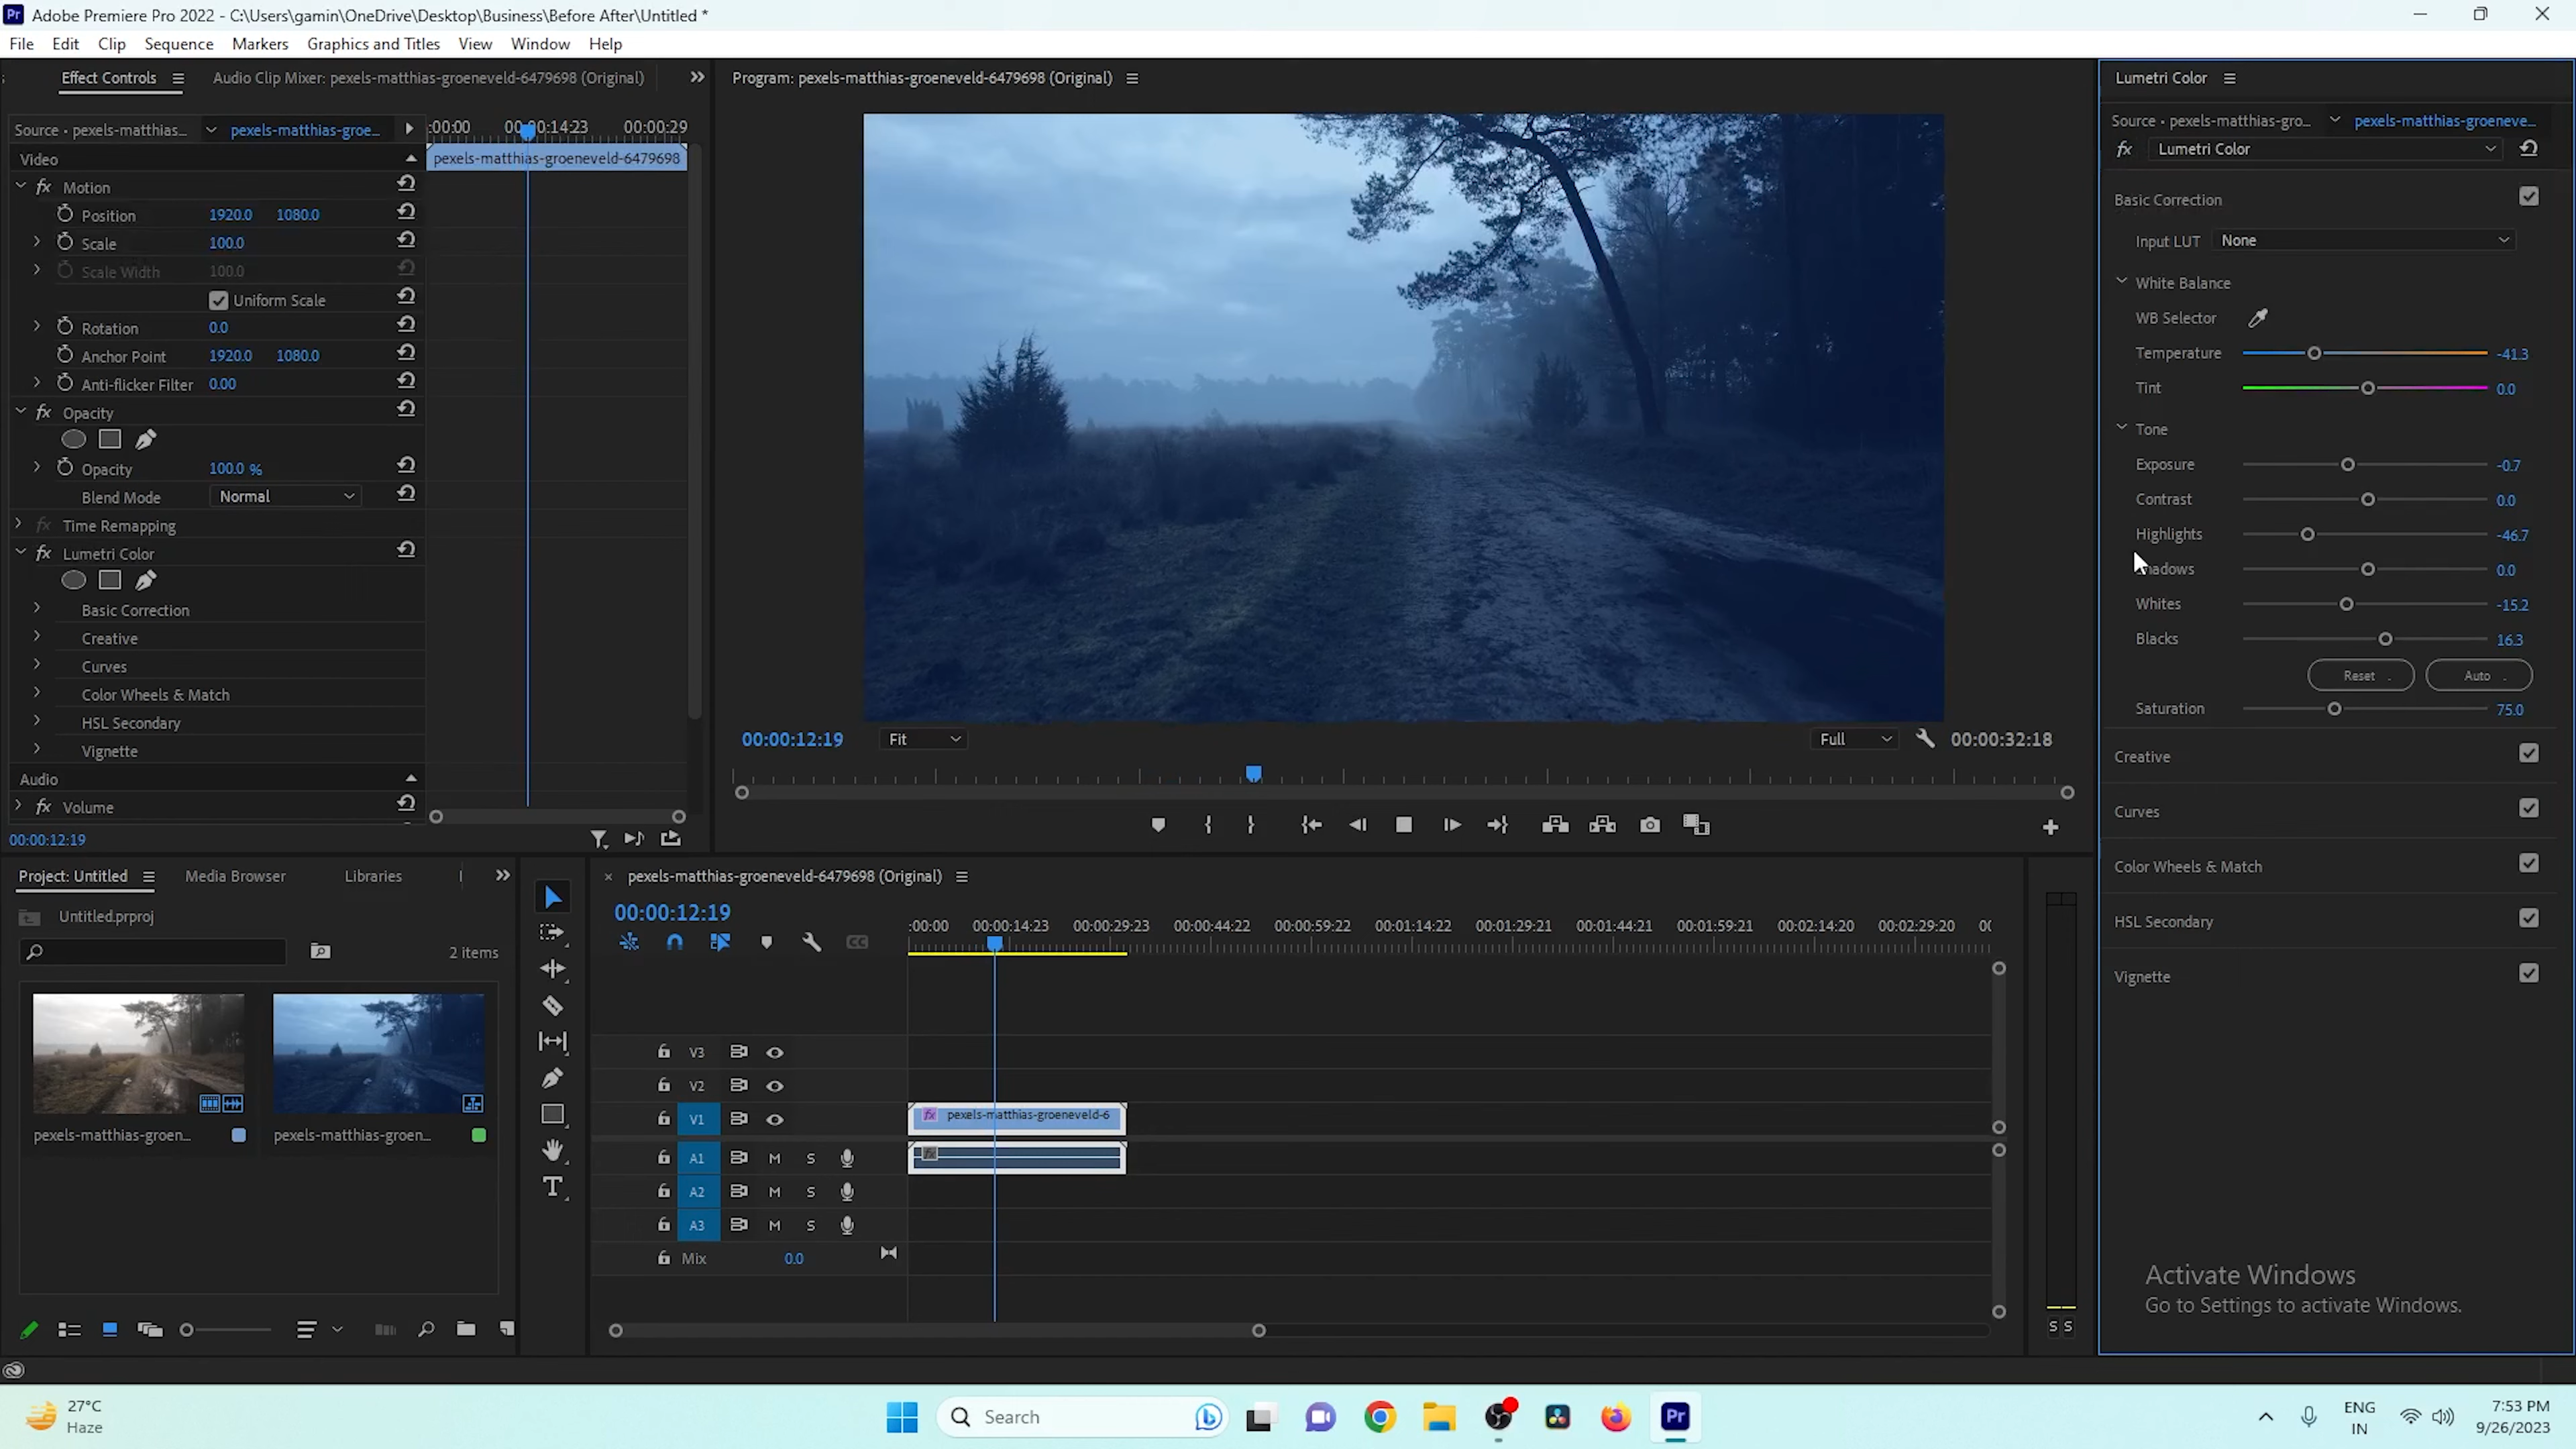 Pr Adobe Premiere Pro 2022 - C:\Users\gamin\OneDrive\Desktop\Business\Before After\Untitled *
File Edit Clip Sequence Markers Graphics and Titles View Window Help
Effect Controls Audio Clip Mixer: pexels-matthias-groeneveld-6479698 (Original)
Source • pexels-matthias... pexels-matthias-groe...
:00:00 00:00:14:23 00:00:29
Video
pexels-matthias-groeneveld-6479698
fx Motion
Position 1920.0 1080.0
Scale 100.0
Scale Width 100.0
Uniform Scale
Rotation 0.0
Anchor Point 1920.0 1080.0
Anti-flicker Filter 0.00
fx Opacity
Opacity 100.0 %
Blend Mode Normal
fx Time Remapping
fx Lumetri Color
Basic Correction
Creative
Curves
Color Wheels & Match
HSL Secondary
Vignette
Audio
fx Volume
00:00:12:19
Program: pexels-matthias-groeneveld-6479698 (Original)
00:00:12:19 Fit Full 00:00:32:18
Lumetri Color
Source • pexels-matthias-gro... pexels-matthias-groeneve...
fx Lumetri Color
Basic Correction
Input LUT None
White Balance
WB Selector
Temperature -41.3
Tint 0.0
Tone
Exposure -0.7
Contrast 0.0
Highlights -46.7
adows 0.0
Whites -15.2
Blacks 16.3
Reset Auto
Saturation 75.0
Creative
Curves
Color Wheels & Match
HSL Secondary
Vignette
Project: Untitled Media Browser Libraries
Untitled.prproj
2 items
pexels-matthias-groen... pexels-matthias-groen...
× pexels-matthias-groeneveld-6479698 (Original)
00:00:12:19
:00:00 00:00:14:23 00:00:29:23 00:00:44:22 00:00:59:22 00:01:14:22 00:01:29:21 00:01:44:21 00:01:59:21 00:02:14:20 00:02:29:20
V3
V2
V1 fx pexels-matthias-groeneveld-6
A1 M S fx
A2 M S
A3 M S
Mix 0.0
S S
Activate Windows
Go to Settings to activate Windows.
27°C
Haze
Search
Pr
ENG
IN
7:53 PM
9/26/2023